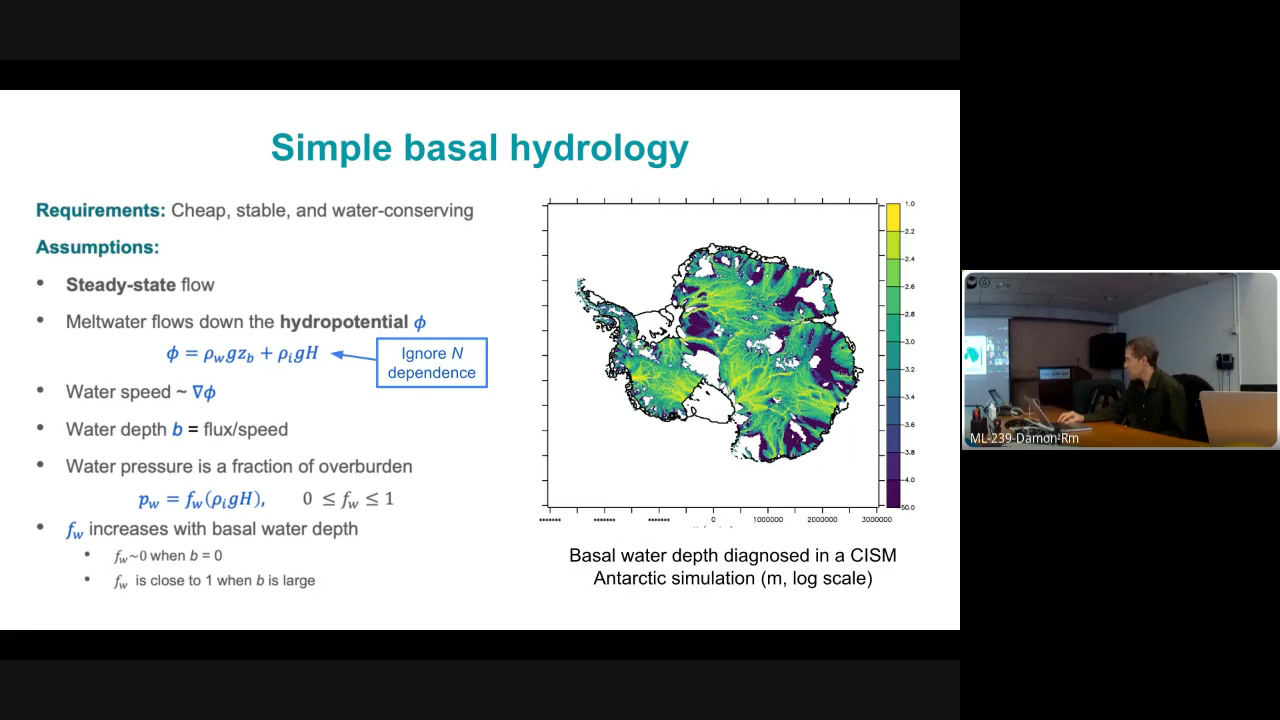 Simple basal hydrology
Requirements: Cheap, stable, and water-conserving
Assumptions:
• Steady-state flow
• Meltwater flows down the hydropotential ϕ
ϕ = ρ_w g z_b + ρ_i g H
Ignore N
dependence
• Water speed ~ ∇ϕ
• Water depth b = flux/speed
• Water pressure is a fraction of overburden
p_w = f_w(ρ_i g H), 0 ≤ f_w ≤ 1
• f_w increases with basal water depth
• f_w~0 when b = 0
• f_w is close to 1 when b is large
1.0
-2.2
-2.4
-2.6
-2.8
-3.0
-3.2
-3.4
-3.6
-3.8
-4.0
-50.0
******* ******* ******* 0 1000000 2000000 3000000
Basal water depth diagnosed in a CISM
Antarctic simulation (m, log scale)
ML-239-Damon-Rm